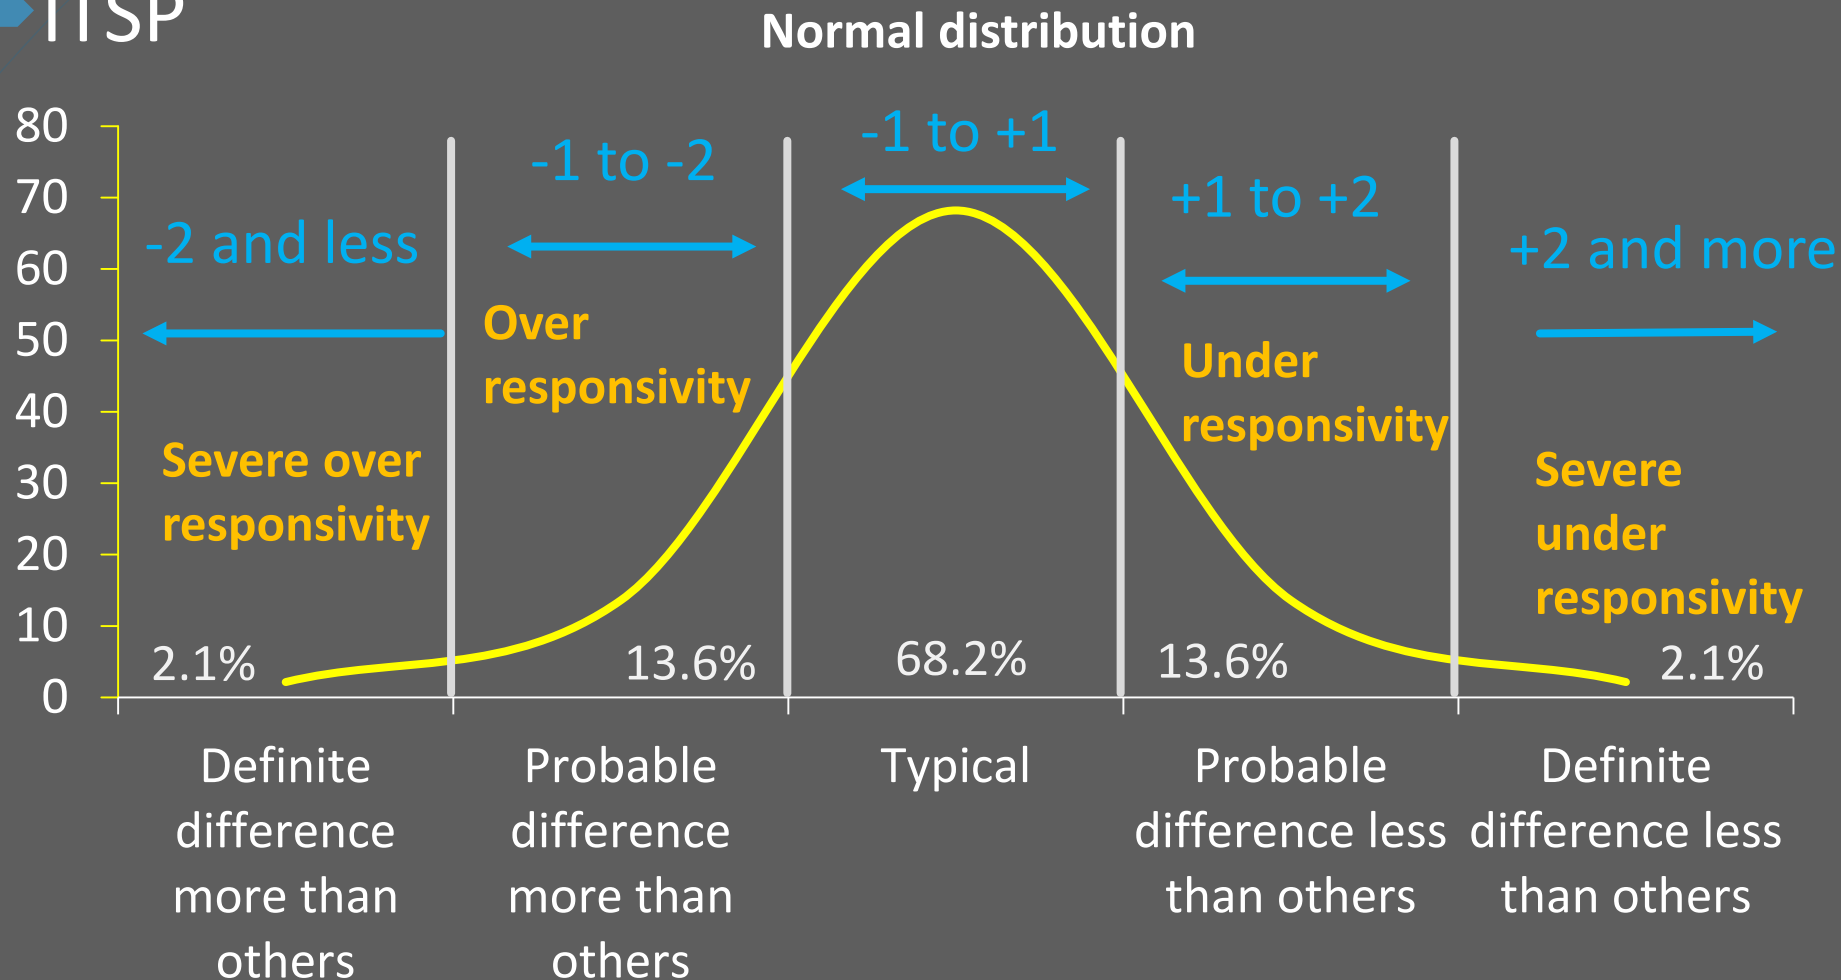 ITSP
Normal distribution
80
70
60
50
40
30
20
10
0
-2 and less
-1 to -2
-1 to +1
+1 to +2
+2 and more
Severe over
responsivity
Over
responsivity
Under
responsivity
Severe
under
responsivity
2.1%
13.6%
68.2%
13.6%
2.1%
Definite
difference
more than
others
Probable
difference
more than
others
Typical
Probable
difference less
than others
Definite
difference less
than others